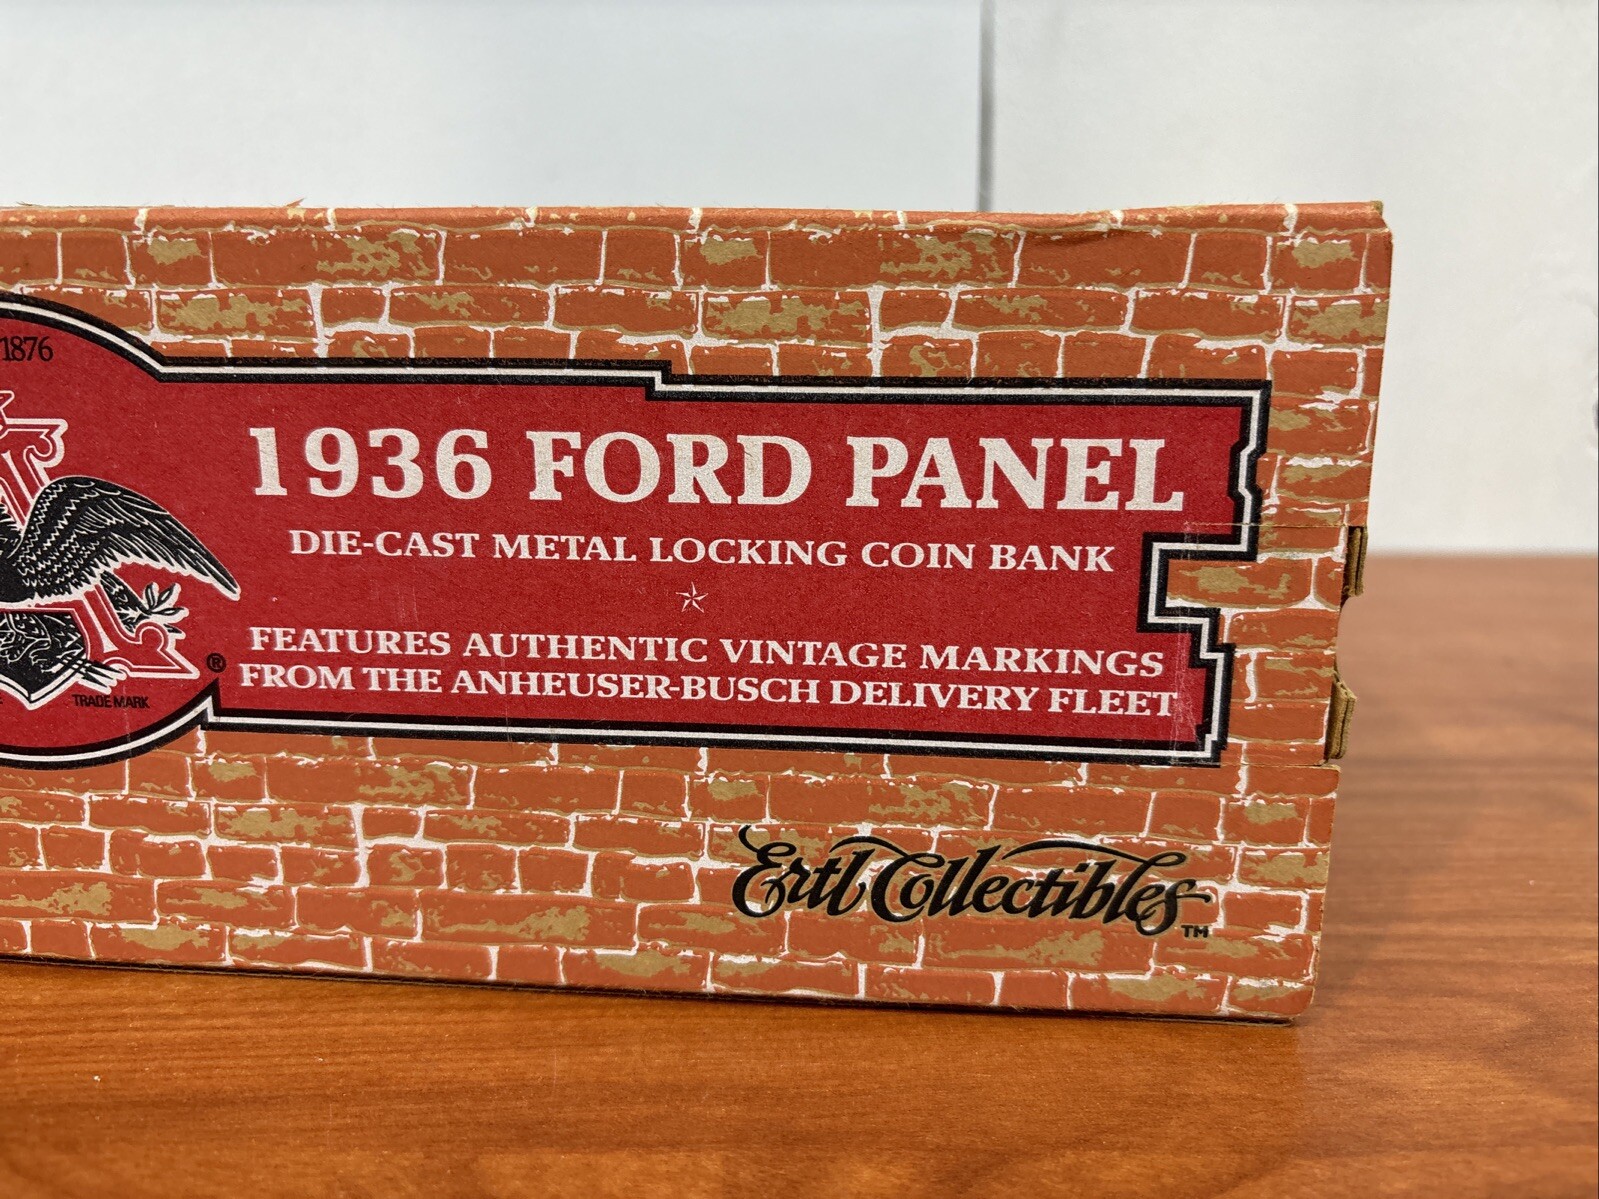 1876
1936 FORD PANEL
DIE-CAST METAL LOCKING COIN BANK
FEATURES AUTHENTIC VINTAGE MARKINGS
FROM THE ANHEUSER-BUSCH DELIVERY FLEET
®
TRADE MARK
Ertl Collectibles™